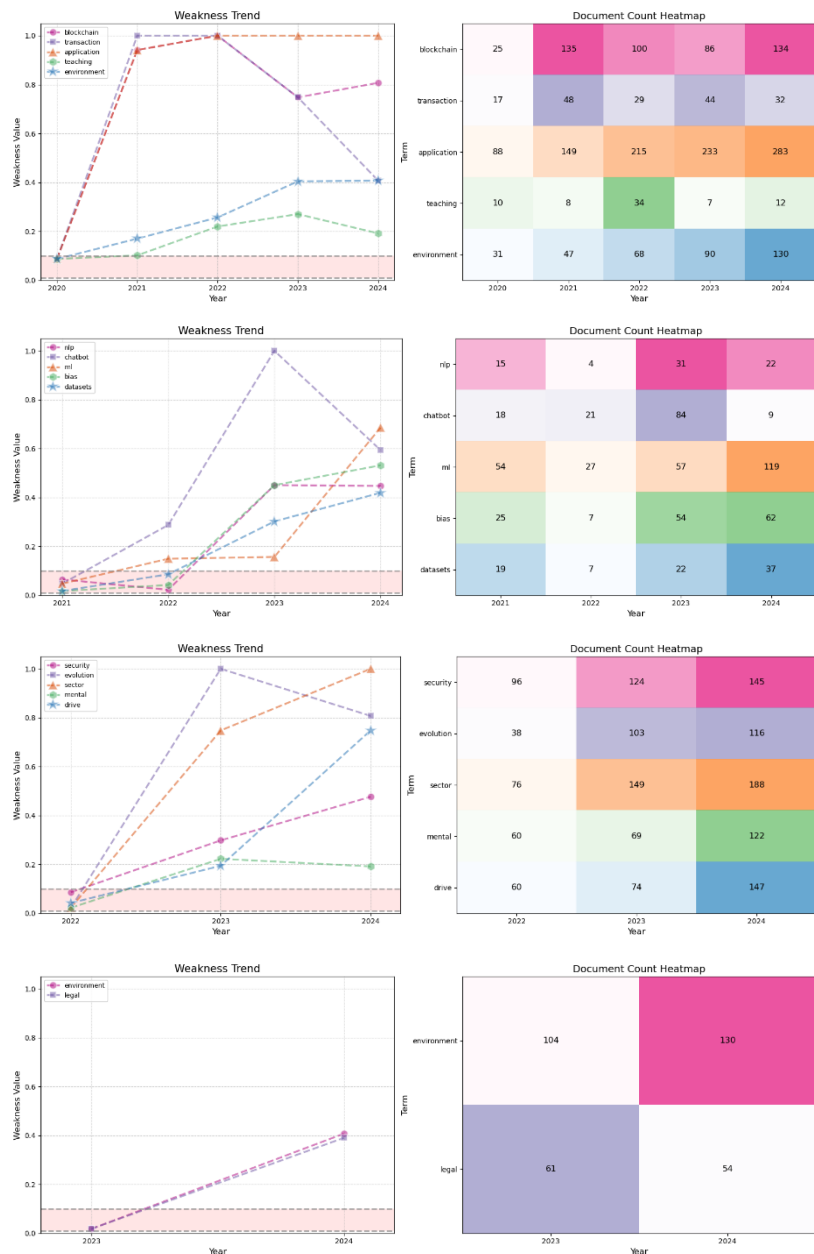 Weakness Trend
blockchain
transaction
application
teaching
environment
1.0
0.8
0.6
0.4
0.2
0.0
Weakness Value
2020 2021 2022 2023 2024
Year
Document Count Heatmap
Term
blockchain 25 135 100 86 134
transaction 17 48 29 44 32
application 88 149 215 233 283
teaching 10 8 34 7 12
environment 31 47 68 90 130
2020 2021 2022 2023 2024
Year
Weakness Trend
nlp
chatbot
ml
bias
datasets
1.0
0.8
0.6
0.4
0.2
0.0
Weakness Value
2021 2022 2023 2024
Year
Document Count Heatmap
Term
nlp 15 4 31 22
chatbot 18 21 84 9
ml 54 27 57 119
bias 25 7 54 62
datasets 19 7 22 37
2021 2022 2023 2024
Year
Weakness Trend
security
evolution
sector
mental
drive
1.0
0.8
0.6
0.4
0.2
0.0
Weakness Value
2022 2023 2024
Year
Document Count Heatmap
Term
security 96 124 145
evolution 38 103 116
sector 76 149 188
mental 60 69 122
drive 60 74 147
2022 2023 2024
Year
Weakness Trend
environment
legal
1.0
0.8
0.6
0.4
0.2
0.0
Weakness Value
2023 2024
Year
Document Count Heatmap
Term
environment 104 130
legal 61 54
2023 2024
Year